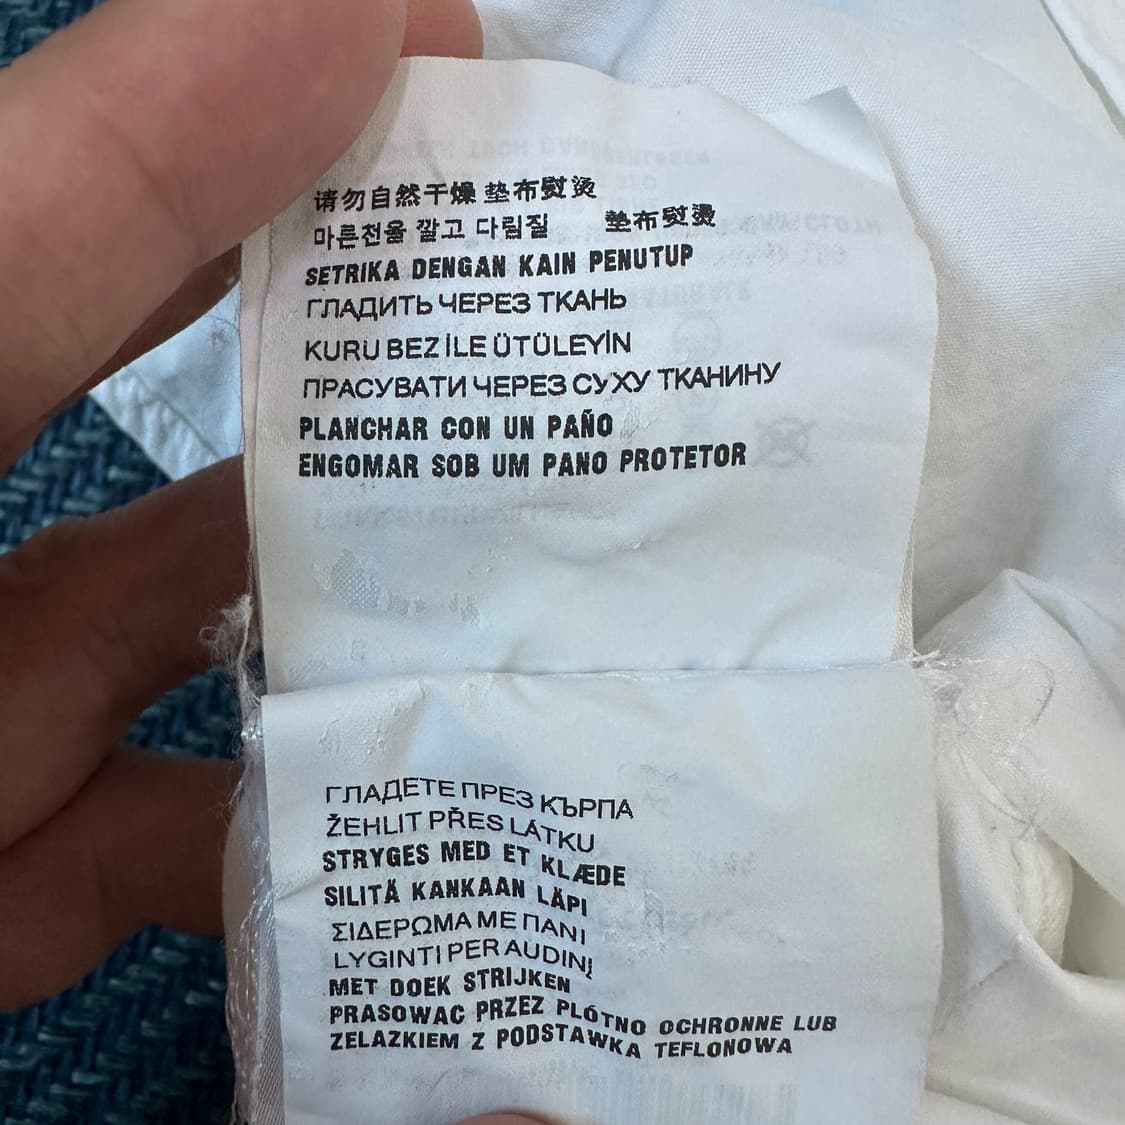 请勿自然干燥 垫布熨烫
마른천을 깔고 다림질 墊布熨燙
SETRIKA DENGAN KAIN PENUTUP
ГЛАДИТЬ ЧЕРЕЗ ТКАНЬ
KURU BEZ İLE ÜTÜLEYİN
ПРАСУВАТИ ЧЕРЕЗ СУХУ ТКАНИНУ
PLANCHAR CON UN PAÑO
ENGOMAR SOB UM PANO PROTETOR
ГЛАДЕТЕ ПРЕЗ КЪРПА
ŽEHLIT PŘES LÁTKU
STRYGES MED ET KLÆDE
SILITÄ KANKAAN LÄPI
ΣΙΔΕΡΩΜΑ ΜΕ ΠΑΝΙ
LYGINTI PER AUDINĮ
MET DOEK STRIJKEN
PRASOWAC PRZEZ PLÓTNO OCHRONNE LUB
ZELAZKIEM Z PODSTAWKA TEFLONOWA